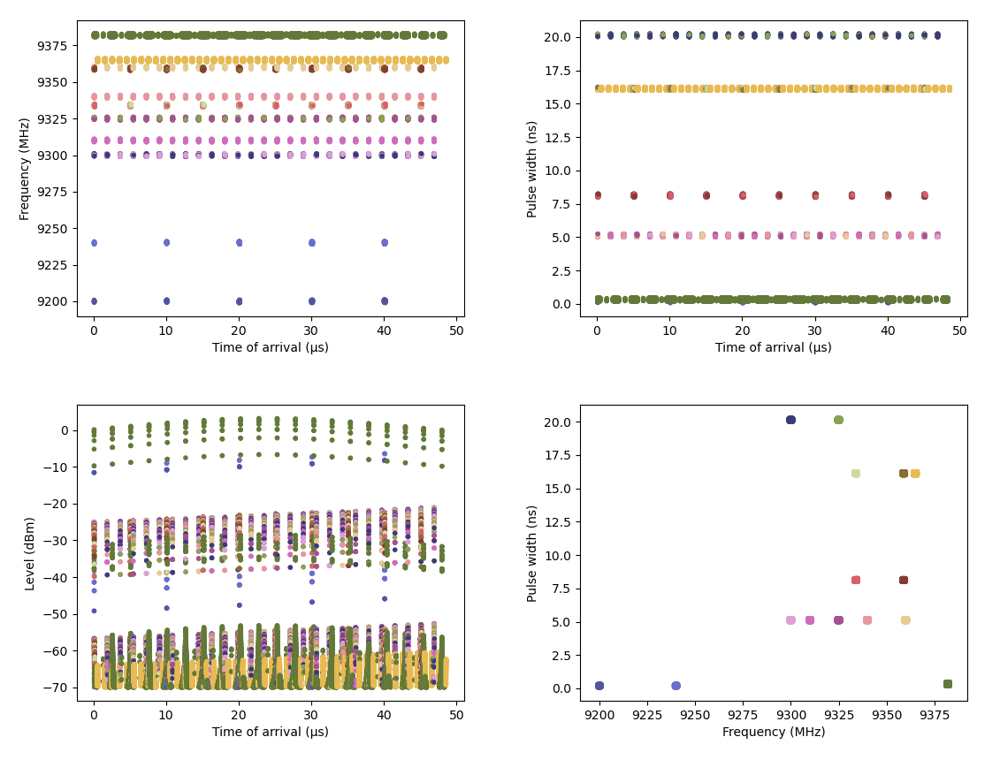 9375
9350
9325
9300
9275
9250
9225
9200
Frequency (MHz)
0 10 20 30 40 50
Time of arrival (µs)
20.0
17.5
15.0
12.5
10.0
7.5
5.0
2.5
0.0
Pulse width (ns)
0 10 20 30 40 50
Time of arrival (µs)
0
−10
−20
−30
−40
−50
−60
−70
Level (dBm)
0 10 20 30 40 50
Time of arrival (µs)
20.0
17.5
15.0
12.5
10.0
7.5
5.0
2.5
0.0
Pulse width (ns)
9200 9225 9250 9275 9300 9325 9350 9375
Frequency (MHz)